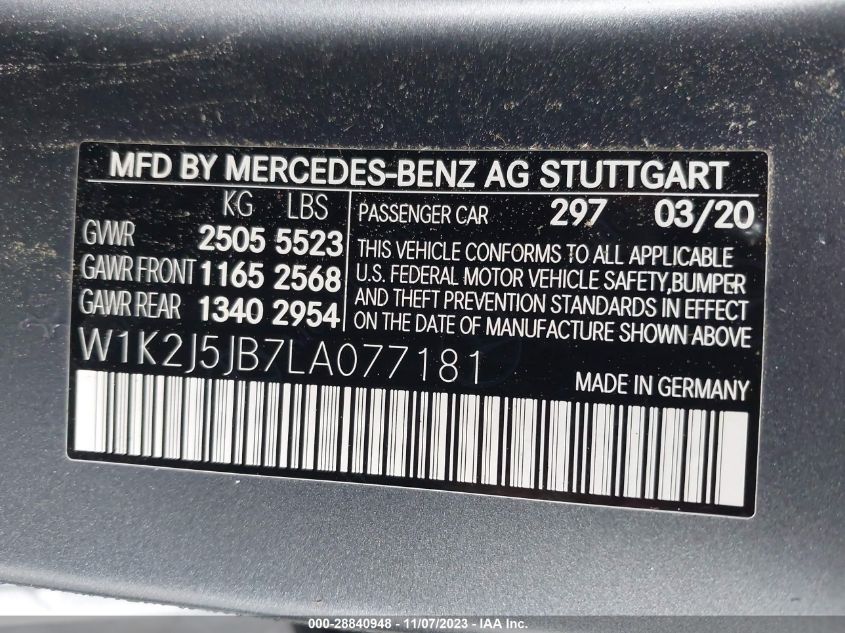 MFD BY MERCEDES-BENZ AG STUTTGART
KG LBS
GVWR 2505 5523
GAWR FRONT 1165 2568
GAWR REAR 1340 2954
PASSENGER CAR 297 03/20
THIS VEHICLE CONFORMS TO ALL APPLICABLE
U.S. FEDERAL MOTOR VEHICLE SAFETY,BUMPER
AND THEFT PREVENTION STANDARDS IN EFFECT
ON THE DATE OF MANUFACTURE SHOWN ABOVE
W1K2J5JB7LA077181
MADE IN GERMANY
000-28840948 - 11/07/2023 - IAA Inc.